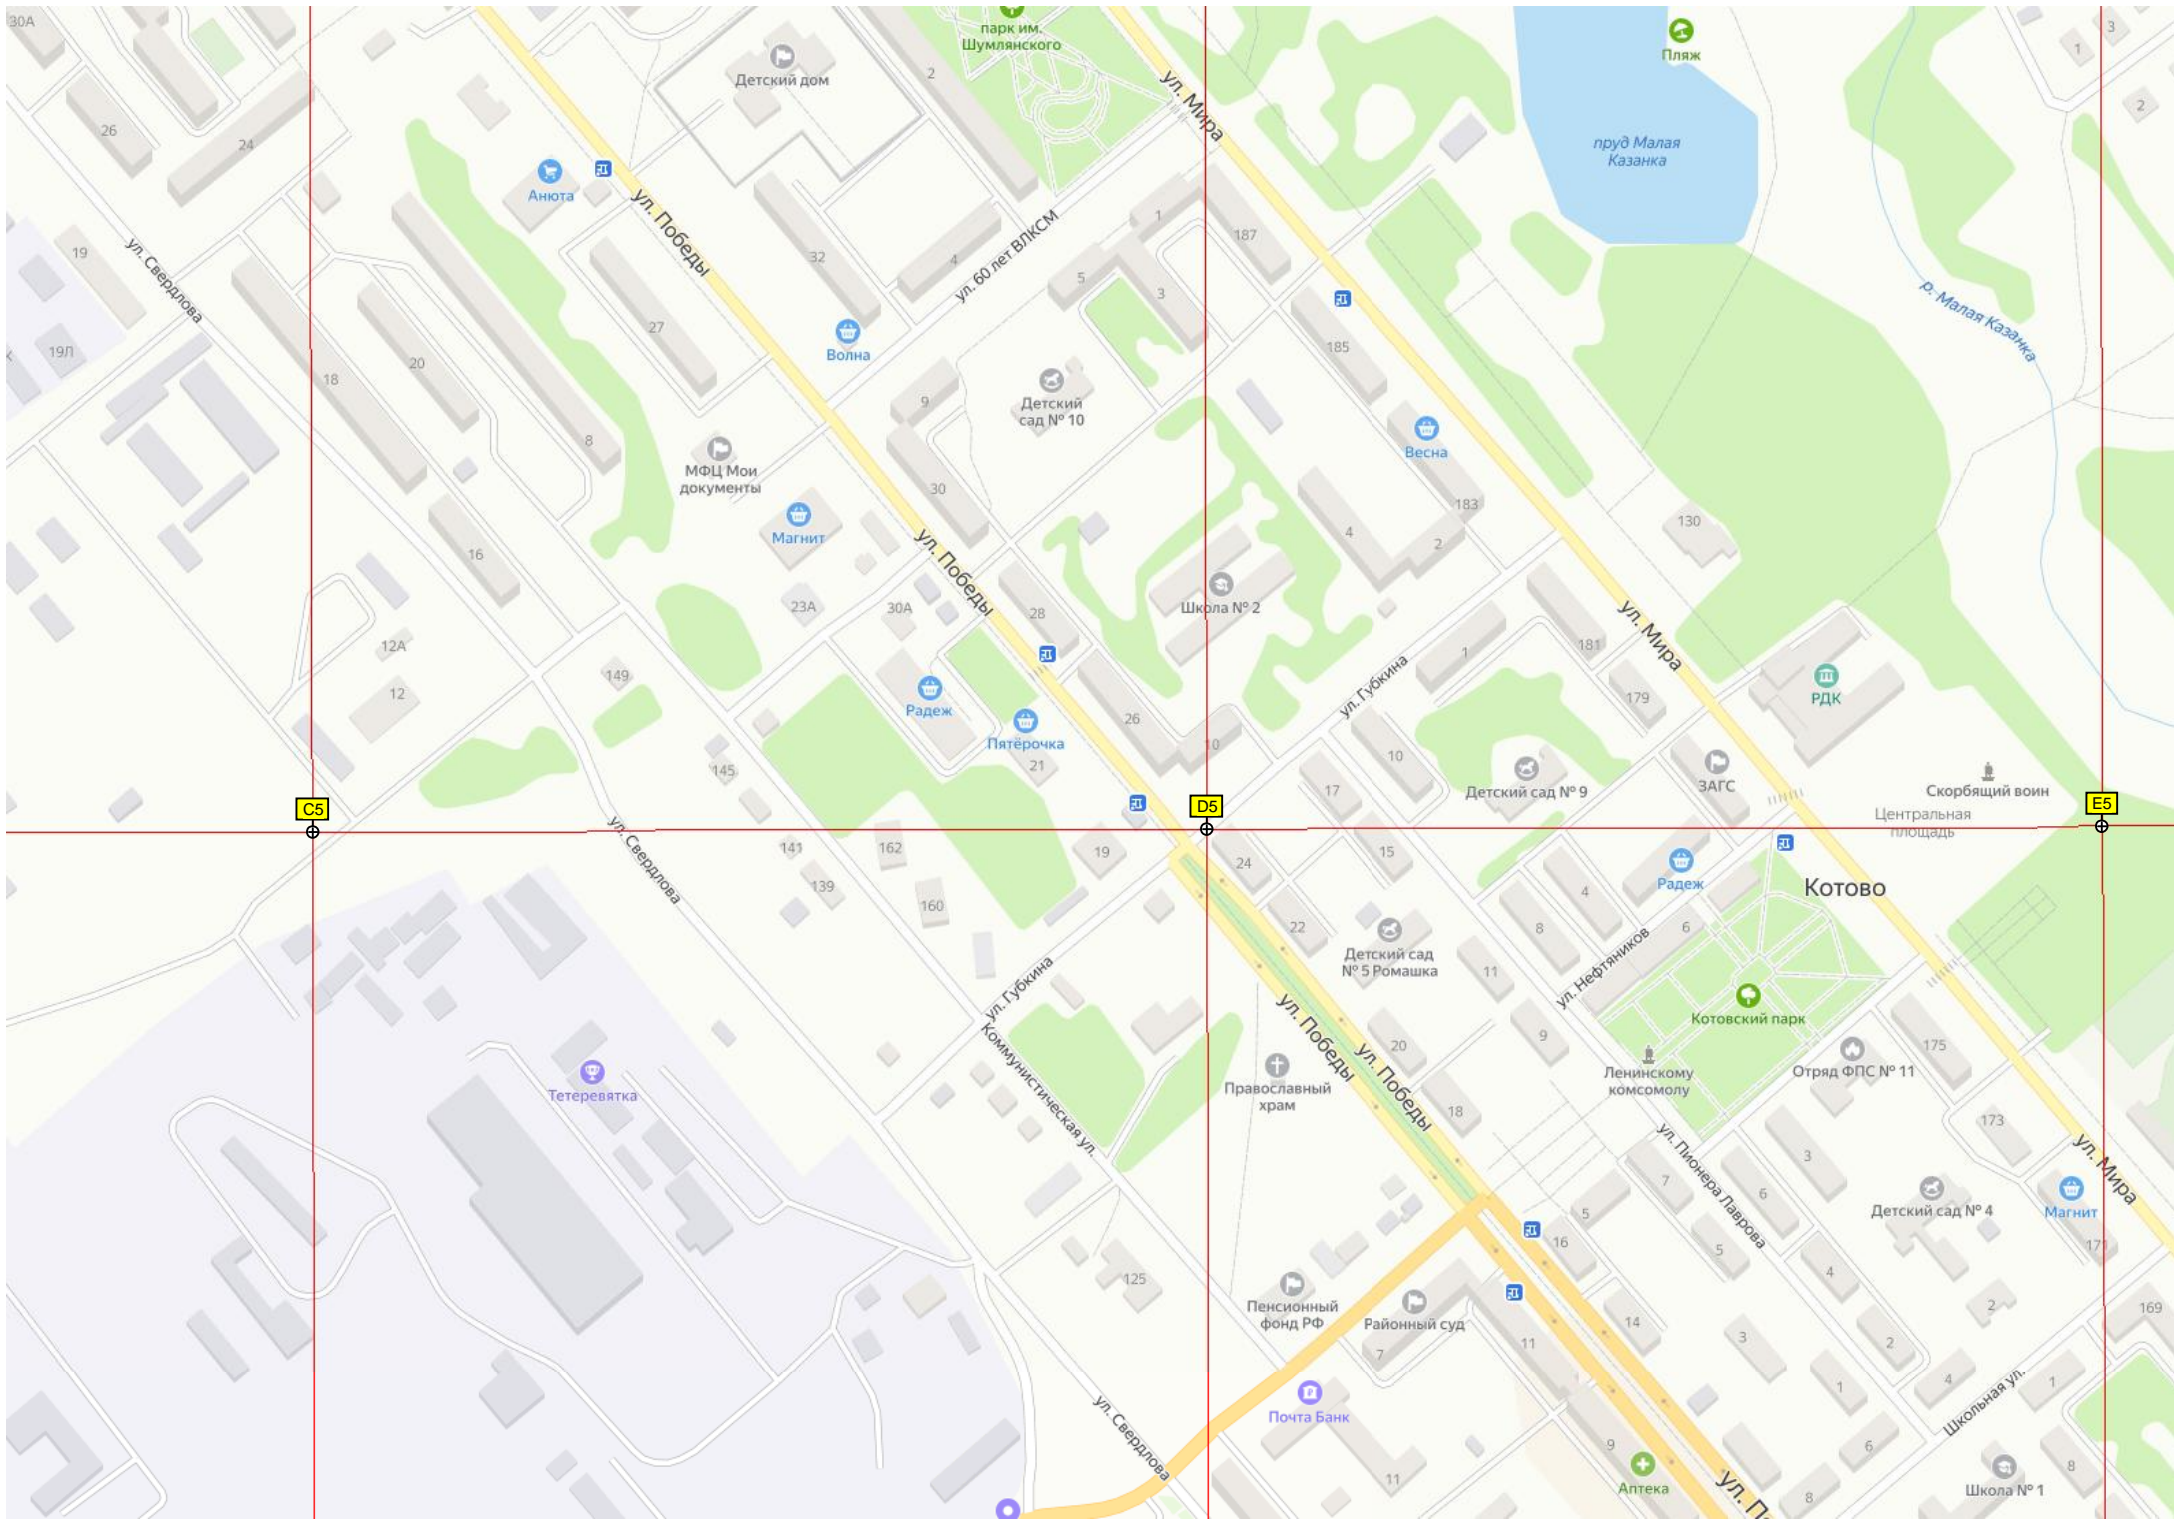 30А
парк им.
Шумлянского
Пляж
3
1
2
2
Детский дом
ул. Мира
26
24
пруд Малая
Казанка
Анюта
ул. Победы
19
ул. Свердлова
32
4
ул. 60 лет ВЛКСМ
1
187
5
3
р. Малая Казанка
27
Волна
185
19Л
18
20
9
Детский
сад № 10
8
МФЦ Мои
документы
Весна
30
183
Магнит
130
4
2
16
ул. Победы
Школа № 2
23А
30А
28
ул. Мира
12А
149
12
1
181
ул. Губкина
179
РДК
Радеж
Пятёрочка
26
10
10
21
145
17
Детский сад № 9
ЗАГС
Скорбящий воин
Центральная
площадь
C5
D5
E5
ул. Свердлова
141
162
139
19
24
15
160
22
4
Радеж
Котово
8
6
Детский сад
№ 5 Ромашка
11
ул. Нефтяников
ул. Губкина
Котовский парк
Коммунистическая ул.
ул. Победы
ул. Победы
20
9
175
Ленинскому
комсомолу
Отряд ФПС № 11
Тетеревятка
Православный
храм
18
173
ул. Пионера Лаврова
3
7
6
ул. Мира
Детский сад № 4
Магнит
5
16
5
171
125
4
Пенсионный
фонд РФ
Районный суд
7
11
14
3
2
2
169
1
4
1
Школьная ул.
Почта Банк
ул. Свердлова
9
6
11
Аптека
8
Школа № 1
8
ул. П